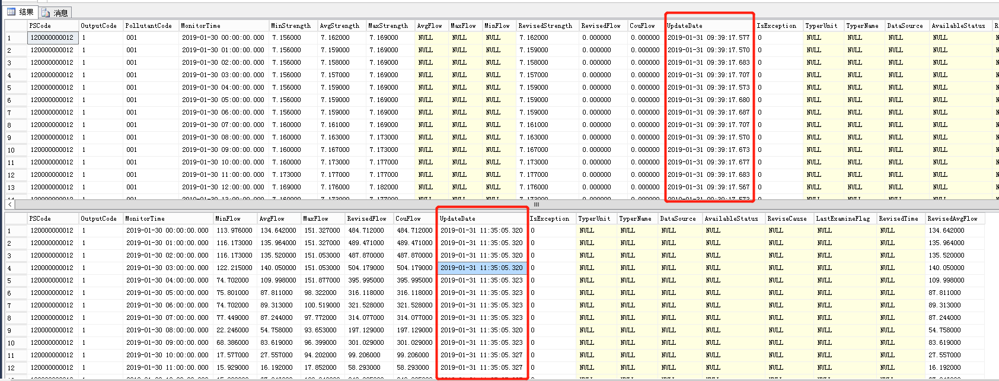 结果 消息
PSCode OutputCode PollutantCode MonitorTime MinStrength AvgStrength MaxStrength AvgFlow MaxFlow MinFlow RevisedStrength RevisedFlow CouFlow UpdateDate IsException TyperUnit TyperName DataSource AvailableStatus R
1 120000000012 1 001 2019-01-30 00:00:00.000 7.156000 7.162000 7.169000 NULL NULL NULL 7.162000 0.000000 0.000000 2019-01-31 09:39:17.577 0 NULL NULL NULL NULL N
2 120000000012 1 001 2019-01-30 01:00:00.000 7.156000 7.159000 7.169000 NULL NULL NULL 7.159000 0.000000 0.000000 2019-01-31 09:39:17.570 0 NULL NULL NULL NULL N
3 120000000012 1 001 2019-01-30 02:00:00.000 7.156000 7.158000 7.169000 NULL NULL NULL 7.158000 0.000000 0.000000 2019-01-31 09:39:17.683 0 NULL NULL NULL NULL N
4 120000000012 1 001 2019-01-30 03:00:00.000 7.156000 7.157000 7.169000 NULL NULL NULL 7.157000 0.000000 0.000000 2019-01-31 09:39:17.707 0 NULL NULL NULL NULL N
5 120000000012 1 001 2019-01-30 04:00:00.000 7.156000 7.159000 7.169000 NULL NULL NULL 7.159000 0.000000 0.000000 2019-01-31 09:39:17.573 0 NULL NULL NULL NULL N
6 120000000012 1 001 2019-01-30 05:00:00.000 7.156000 7.159000 7.169000 NULL NULL NULL 7.159000 0.000000 0.000000 2019-01-31 09:39:17.680 0 NULL NULL NULL NULL N
7 120000000012 1 001 2019-01-30 06:00:00.000 7.156000 7.159000 7.169000 NULL NULL NULL 7.159000 0.000000 0.000000 2019-01-31 09:39:17.687 0 NULL NULL NULL NULL N
8 120000000012 1 001 2019-01-30 07:00:00.000 7.160000 7.161000 7.169000 NULL NULL NULL 7.161000 0.000000 0.000000 2019-01-31 09:39:17.707 0 NULL NULL NULL NULL N
9 120000000012 1 001 2019-01-30 08:00:00.000 7.160000 7.163000 7.173000 NULL NULL NULL 7.163000 0.000000 0.000000 2019-01-31 09:39:17.570 0 NULL NULL NULL NULL N
10 120000000012 1 001 2019-01-30 09:00:00.000 7.160000 7.167000 7.173000 NULL NULL NULL 7.167000 0.000000 0.000000 2019-01-31 09:39:17.673 0 NULL NULL NULL NULL N
11 120000000012 1 001 2019-01-30 10:00:00.000 7.160000 7.173000 7.177000 NULL NULL NULL 7.173000 0.000000 0.000000 2019-01-31 09:39:17.677 0 NULL NULL NULL NULL N
12 120000000012 1 001 2019-01-30 11:00:00.000 7.173000 7.177000 7.177000 NULL NULL NULL 7.177000 0.000000 0.000000 2019-01-31 09:39:17.683 0 NULL NULL NULL NULL N
13 120000000012 1 001 2019-01-30 12:00:00.000 7.169000 7.176000 7.182000 NULL NULL NULL 7.176000 0.000000 0.000000 2019-01-31 09:39:17.567 0 NULL NULL NULL NULL N
PSCode OutputCode MonitorTime MinFlow AvgFlow MaxFlow RevisedFlow CouFlow UpdateDate IsException TyperUnit TyperName DataSource AvailableStatus ReviseCause LastExamineFlag RevisedTime RevisedAvgFlow
1 120000000012 1 2019-01-30 00:00:00.000 113.976000 134.642000 151.327000 484.712000 484.712000 2019-01-31 11:35:05.320 0 NULL NULL NULL NULL NULL NULL NULL 134.642000
2 120000000012 1 2019-01-30 01:00:00.000 116.173000 135.964000 151.327000 489.471000 489.471000 2019-01-31 11:35:05.320 0 NULL NULL NULL NULL NULL NULL NULL 135.964000
3 120000000012 1 2019-01-30 02:00:00.000 116.173000 135.520000 151.053000 487.870000 487.870000 2019-01-31 11:35:05.320 0 NULL NULL NULL NULL NULL NULL NULL 135.520000
4 120000000012 1 2019-01-30 03:00:00.000 122.215000 140.050000 151.053000 504.179000 504.179000 2019-01-31 11:35:05.320 0 NULL NULL NULL NULL NULL NULL NULL 140.050000
5 120000000012 1 2019-01-30 04:00:00.000 74.702000 109.998000 151.877000 395.995000 395.995000 2019-01-31 11:35:05.323 0 NULL NULL NULL NULL NULL NULL NULL 109.998000
6 120000000012 1 2019-01-30 05:00:00.000 75.801000 87.811000 98.322000 316.118000 316.118000 2019-01-31 11:35:05.323 0 NULL NULL NULL NULL NULL NULL NULL 87.811000
7 120000000012 1 2019-01-30 06:00:00.000 74.702000 89.313000 100.519000 321.528000 321.528000 2019-01-31 11:35:05.323 0 NULL NULL NULL NULL NULL NULL NULL 89.313000
8 120000000012 1 2019-01-30 07:00:00.000 77.449000 87.244000 97.772000 314.077000 314.077000 2019-01-31 11:35:05.323 0 NULL NULL NULL NULL NULL NULL NULL 87.244000
9 120000000012 1 2019-01-30 08:00:00.000 22.246000 54.758000 93.653000 197.129000 197.129000 2019-01-31 11:35:05.320 0 NULL NULL NULL NULL NULL NULL NULL 54.758000
10 120000000012 1 2019-01-30 09:00:00.000 68.386000 83.619000 96.399000 301.029000 301.029000 2019-01-31 11:35:05.323 0 NULL NULL NULL NULL NULL NULL NULL 83.619000
11 120000000012 1 2019-01-30 10:00:00.000 17.577000 27.557000 94.202000 99.206000 99.206000 2019-01-31 11:35:05.327 0 NULL NULL NULL NULL NULL NULL NULL 27.557000
12 120000000012 1 2019-01-30 11:00:00.000 15.929000 16.192000 17.852000 58.293000 58.293000 2019-01-31 11:35:05.327 0 NULL NULL NULL NULL NULL NULL NULL 16.192000